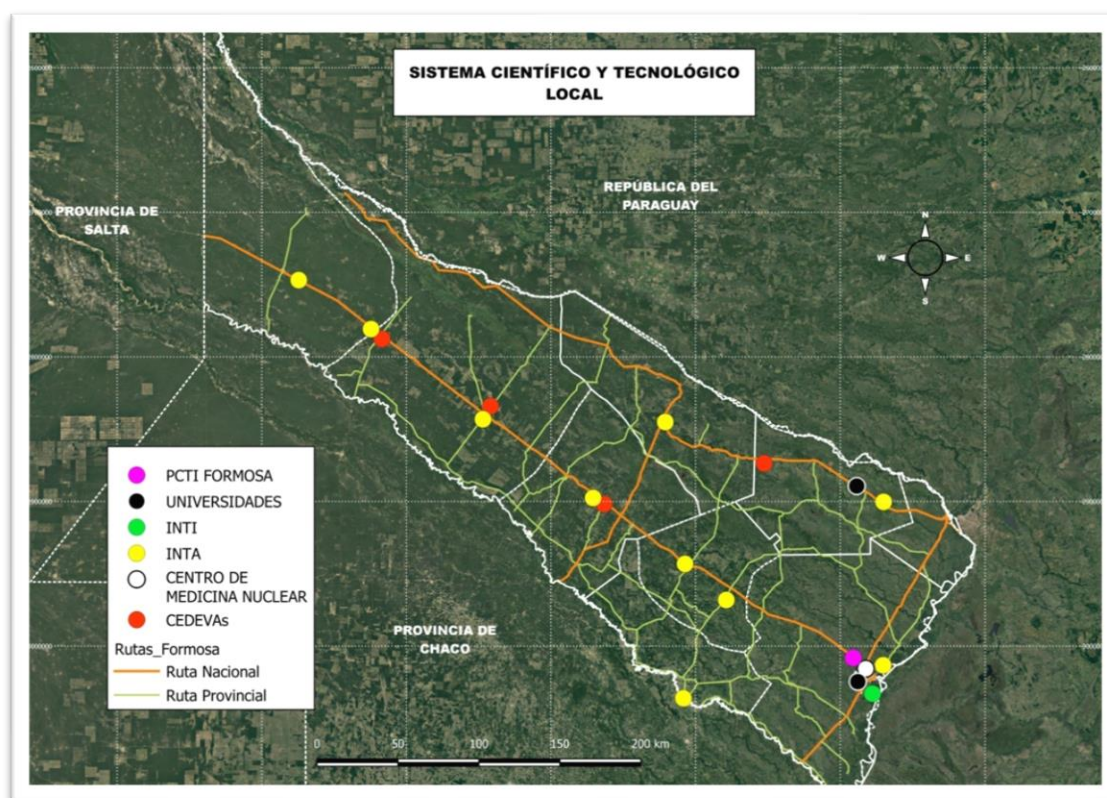 SISTEMA CIENTÍFICO Y TECNOLÓGICO
LOCAL
REPÚBLICA DEL
PARAGUAY
PROVINCIA DE
SALTA
N
W
E
S
PCTI FORMOSA
UNIVERSIDADES
INTI
INTA
CENTRO DE
MEDICINA NUCLEAR
CEDEVAs
Rutas_Formosa
Ruta Nacional
Ruta Provincial
PROVINCIA DE
CHACO
0 50 100 150 200 km